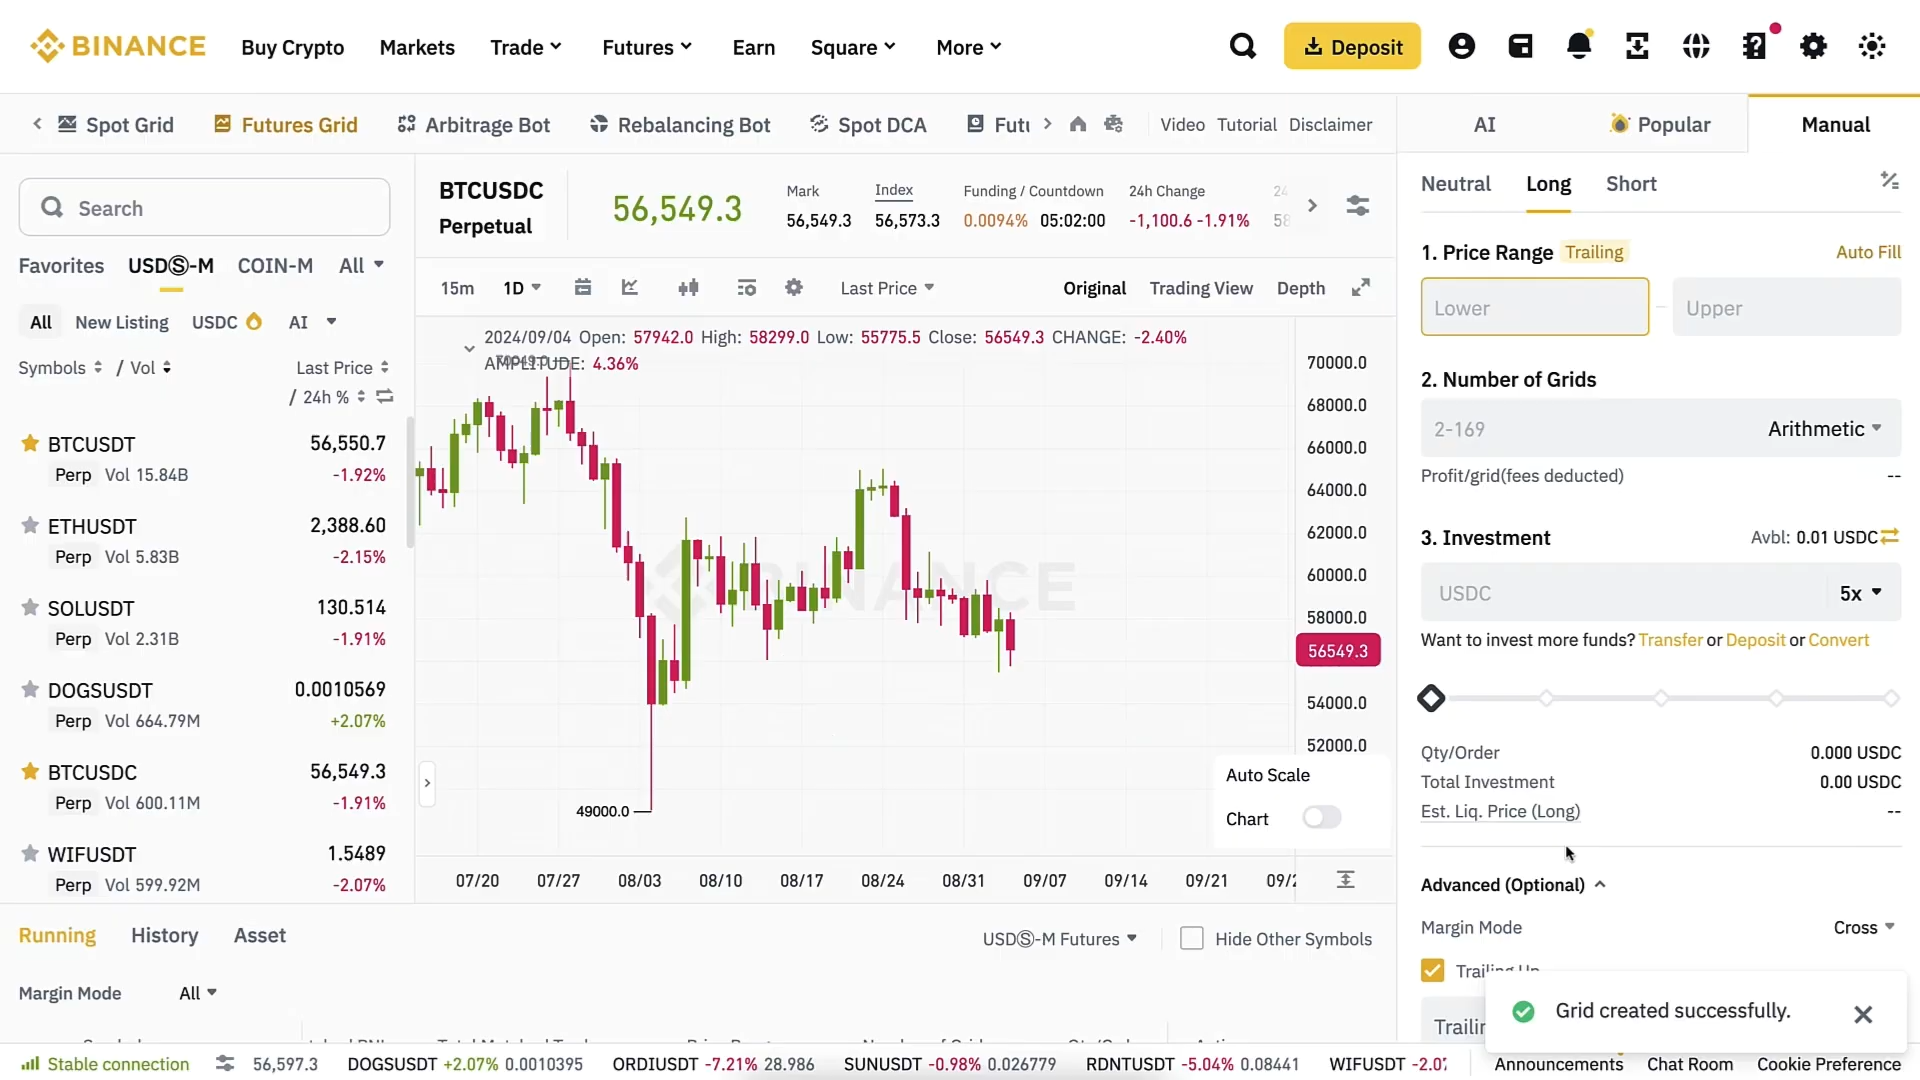 BINANCE Buy Crypto Markets Trade Futures Earn Square More Deposit
Spot Grid Futures Grid Arbitrage Bot Rebalancing Bot Spot DCA Video Tutorial Disclaimer
AI Popular Manual
Search
Favorites USDⓈ-M COIN-M All
All New Listing USDC AI
Symbols / Vol Last Price
/ 24h %
BTCUSDT 56,550.7
Perp Vol 15.84B -1.92%
ETHUSDT 2,388.60
Perp Vol 5.83B -2.15%
SOLUSDT 130.514
Perp Vol 2.31B -1.91%
DOGSUSDT 0.0010569
Perp Vol 664.79M +2.07%
BTCUSDC 56,549.3
Perp Vol 600.11M -1.91%
WIFUSDT 1.5489
Perp Vol 599.92M -2.07%
BTCUSDC
Perpetual
56,549.3
Mark
56,549.3
Index
56,573.3
Funding / Countdown
0.0094% 05:02:00
24h Change
-1,100.6 -1.91%
15m 1D Last Price Original Trading View Depth
2024/09/04 Open: 57942.0 High: 58299.0 Low: 55775.5 Close: 56549.3 CHANGE: -2.40%
AMPLITUDE: 4.36%
70000.0
68000.0
66000.0
64000.0
62000.0
60000.0
58000.0
56549.3
54000.0
52000.0
BINANCE
49000.0
Auto Scale
Chart
07/20 07/27 08/03 08/10 08/17 08/24 08/31 09/07 09/14 09/21
Running History Asset USDⓈ-M Futures Hide Other Symbols
Margin Mode All
Neutral Long Short
1. Price Range Trailing Auto Fill
Lower Upper
2. Number of Grids
2-169 Arithmetic
Profit/grid(fees deducted) --
3. Investment Avbl: 0.01 USDC
USDC 5x
Want to invest more funds? Transfer or Deposit or Convert
Qty/Order 0.000 USDC
Total Investment 0.00 USDC
Est. Liq. Price (Long) --
Advanced (Optional)
Margin Mode Cross
Trailing Up
Grid created successfully.
Stable connection 56,597.3 DOGSUSDT +2.07% 0.0010395 ORDIUSDT -7.21% 28.986 SUNUSDT -0.98% 0.026779 RDNTUSDT -5.04% 0.08441 WIFUSDT Announcements Chat Room Cookie Preference